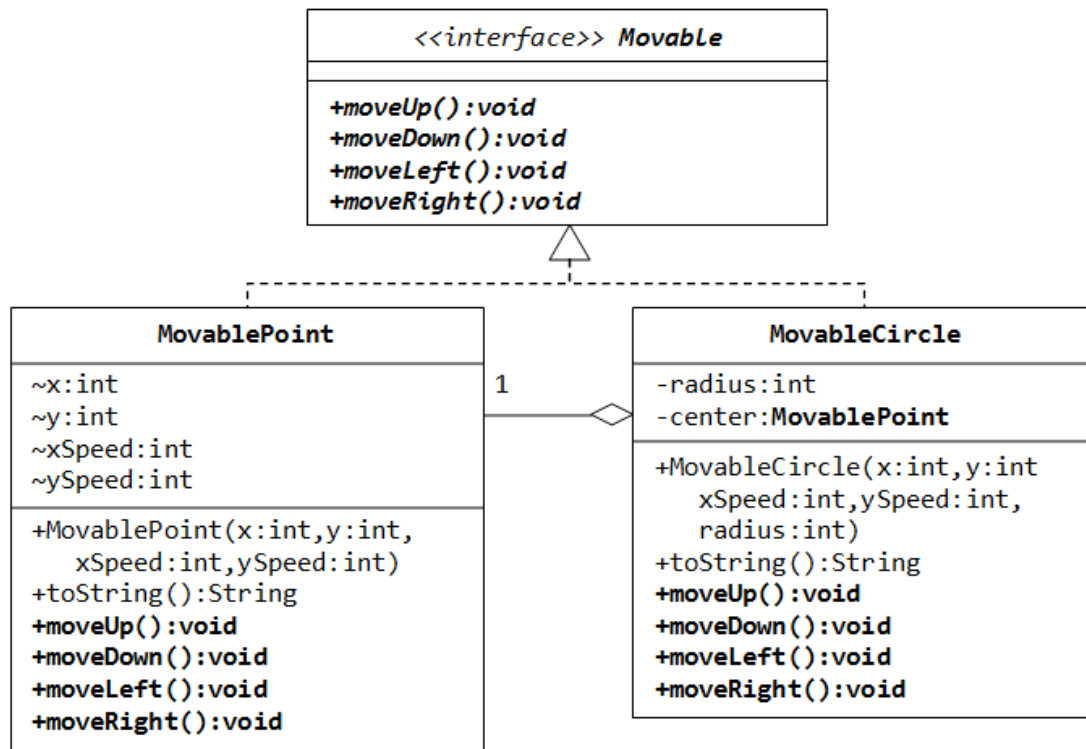 <<interface>> Movable
+moveUp():void
+moveDown():void
+moveLeft():void
+moveRight():void
MovablePoint
~x:int
~y:int
~xSpeed:int
~ySpeed:int
+MovablePoint(x:int,y:int,
xSpeed:int,ySpeed:int)
+toString():String
+moveUp():void
+moveDown():void
+moveLeft():void
+moveRight():void
1
MovableCircle
-radius:int
-center:MovablePoint
+MovableCircle(x:int,y:int
xSpeed:int,ySpeed:int,
radius:int)
+toString():String
+moveUp():void
+moveDown():void
+moveLeft():void
+moveRight():void